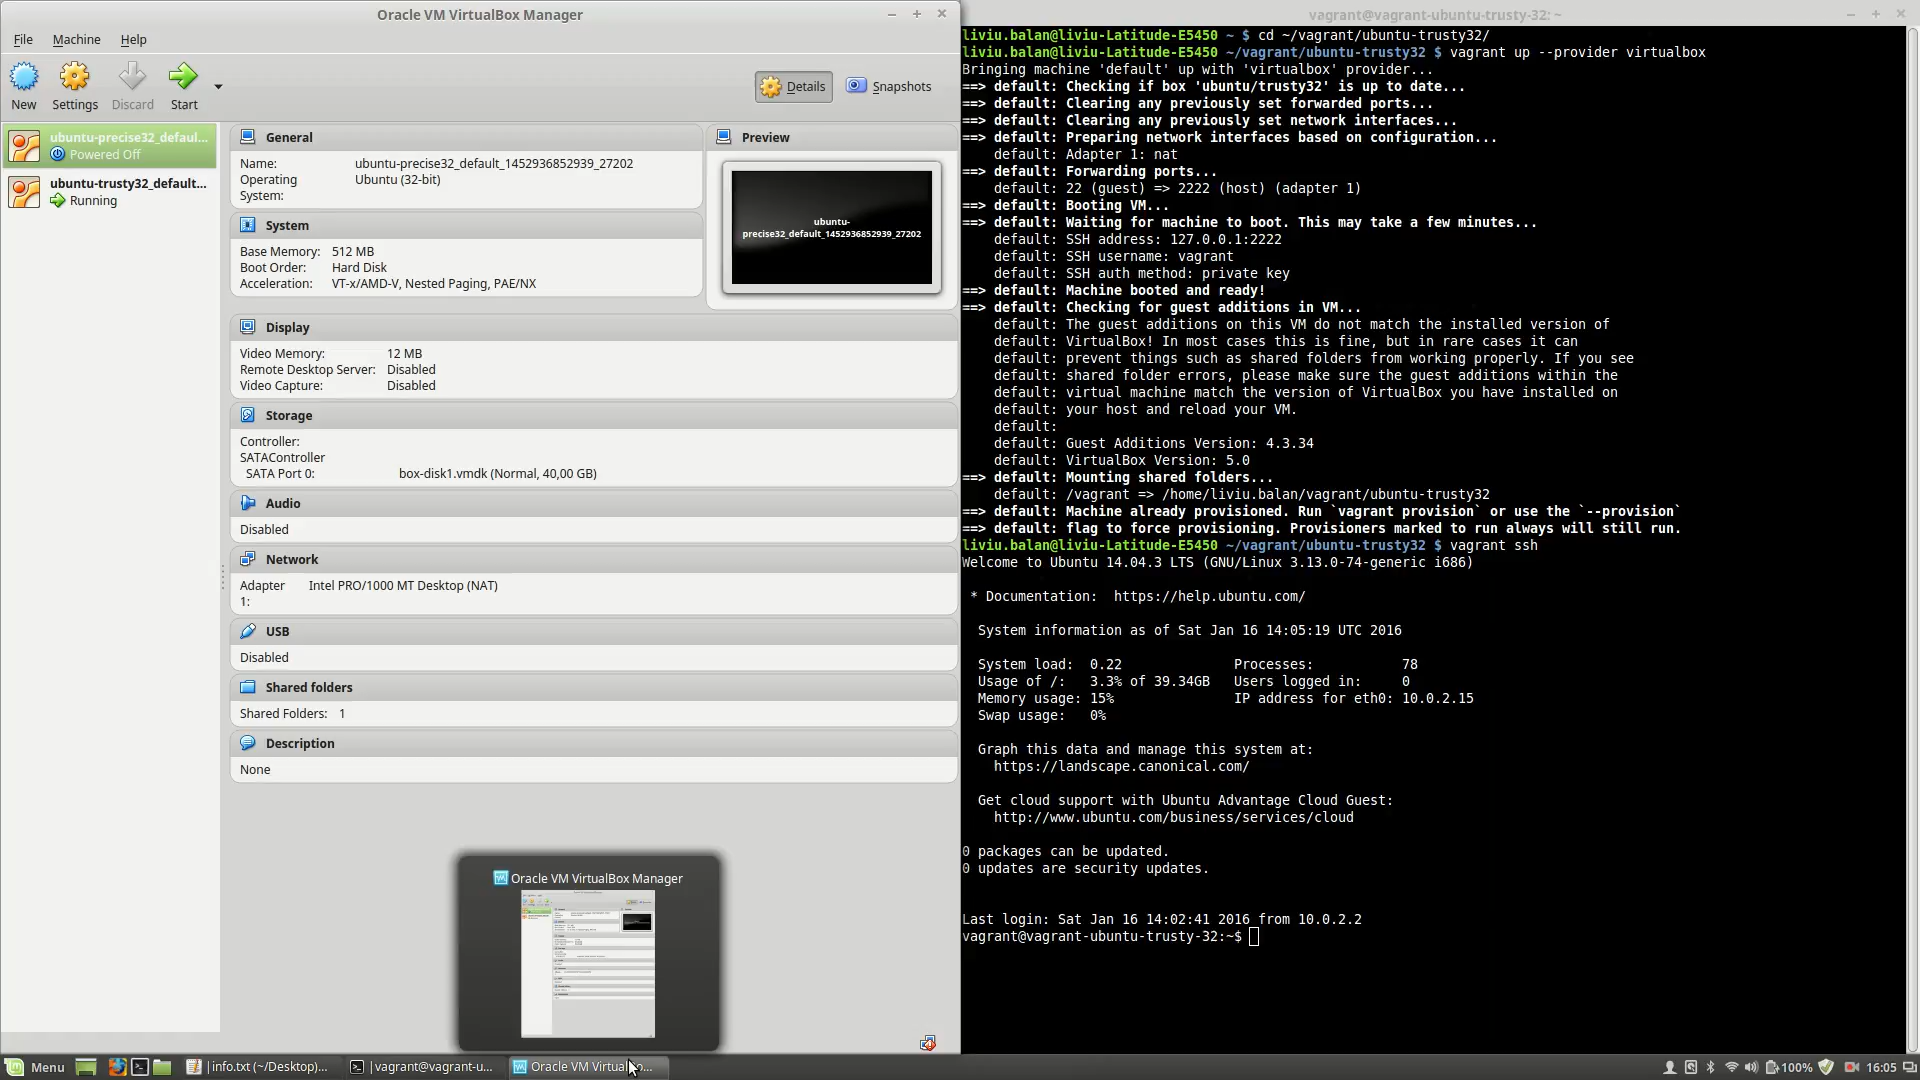 Oracle VM VirtualBox Manager
File Machine Help
New Settings Discard Start Details Snapshots
ubuntu-precise32_defaul...
Powered Off
ubuntu-trusty32_default...
Running
General
Name: ubuntu-precise32_default_1452936852939_27202
Operating Ubuntu (32-bit)
System:
Preview
ubuntu-
precise32_default_1452936852939_27202
System
Base Memory: 512 MB
Boot Order: Hard Disk
Acceleration: VT-x/AMD-V, Nested Paging, PAE/NX
Display
Video Memory: 12 MB
Remote Desktop Server: Disabled
Video Capture: Disabled
Storage
Controller:
SATAController
SATA Port 0: box-disk1.vmdk (Normal, 40,00 GB)
Audio
Disabled
Network
Adapter Intel PRO/1000 MT Desktop (NAT)
1:
USB
Disabled
Shared folders
Shared Folders: 1
Description
None
Oracle VM VirtualBox Manager
vagrant@vagrant-ubuntu-trusty-32: ~
liviu.balan@liviu-Latitude-E5450 ~ $ cd ~/vagrant/ubuntu-trusty32/
liviu.balan@liviu-Latitude-E5450 ~/vagrant/ubuntu-trusty32 $ vagrant up --provider virtualbox
Bringing machine 'default' up with 'virtualbox' provider...
==> default: Checking if box 'ubuntu/trusty32' is up to date...
==> default: Clearing any previously set forwarded ports...
==> default: Clearing any previously set network interfaces...
==> default: Preparing network interfaces based on configuration...
default: Adapter 1: nat
==> default: Forwarding ports...
default: 22 (guest) => 2222 (host) (adapter 1)
==> default: Booting VM...
==> default: Waiting for machine to boot. This may take a few minutes...
default: SSH address: 127.0.0.1:2222
default: SSH username: vagrant
default: SSH auth method: private key
==> default: Machine booted and ready!
==> default: Checking for guest additions in VM...
default: The guest additions on this VM do not match the installed version of
default: VirtualBox! In most cases this is fine, but in rare cases it can
default: prevent things such as shared folders from working properly. If you see
default: shared folder errors, please make sure the guest additions within the
default: virtual machine match the version of VirtualBox you have installed on
default: your host and reload your VM.
default:
default: Guest Additions Version: 4.3.34
default: VirtualBox Version: 5.0
==> default: Mounting shared folders...
default: /vagrant => /home/liviu.balan/vagrant/ubuntu-trusty32
==> default: Machine already provisioned. Run `vagrant provision` or use the `--provision`
==> default: flag to force provisioning. Provisioners marked to run always will still run.
liviu.balan@liviu-Latitude-E5450 ~/vagrant/ubuntu-trusty32 $ vagrant ssh
Welcome to Ubuntu 14.04.3 LTS (GNU/Linux 3.13.0-74-generic i686)
* Documentation: https://help.ubuntu.com/
System information as of Sat Jan 16 14:05:19 UTC 2016
System load: 0.22 Processes: 78
Usage of /: 3.3% of 39.34GB Users logged in: 0
Memory usage: 15% IP address for eth0: 10.0.2.15
Swap usage: 0%
Graph this data and manage this system at:
https://landscape.canonical.com/
Get cloud support with Ubuntu Advantage Cloud Guest:
http://www.ubuntu.com/business/services/cloud
0 packages can be updated.
0 updates are security updates.
Last login: Sat Jan 16 14:02:41 2016 from 10.0.2.2
vagrant@vagrant-ubuntu-trusty-32:~$
Menu |info.txt (~/Desktop)... |vagrant@vagrant-u... 100% 16:05